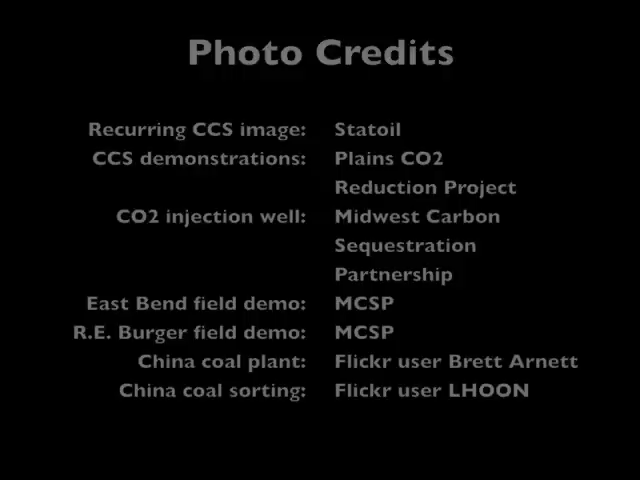 Photo Credits
Recurring CCS image: Statoil
CCS demonstrations: Plains CO2
Reduction Project
CO2 injection well: Midwest Carbon
Sequestration
Partnership
East Bend field demo: MCSP
R.E. Burger field demo: MCSP
China coal plant: Flickr user Brett Arnett
China coal sorting: Flickr user LHOON